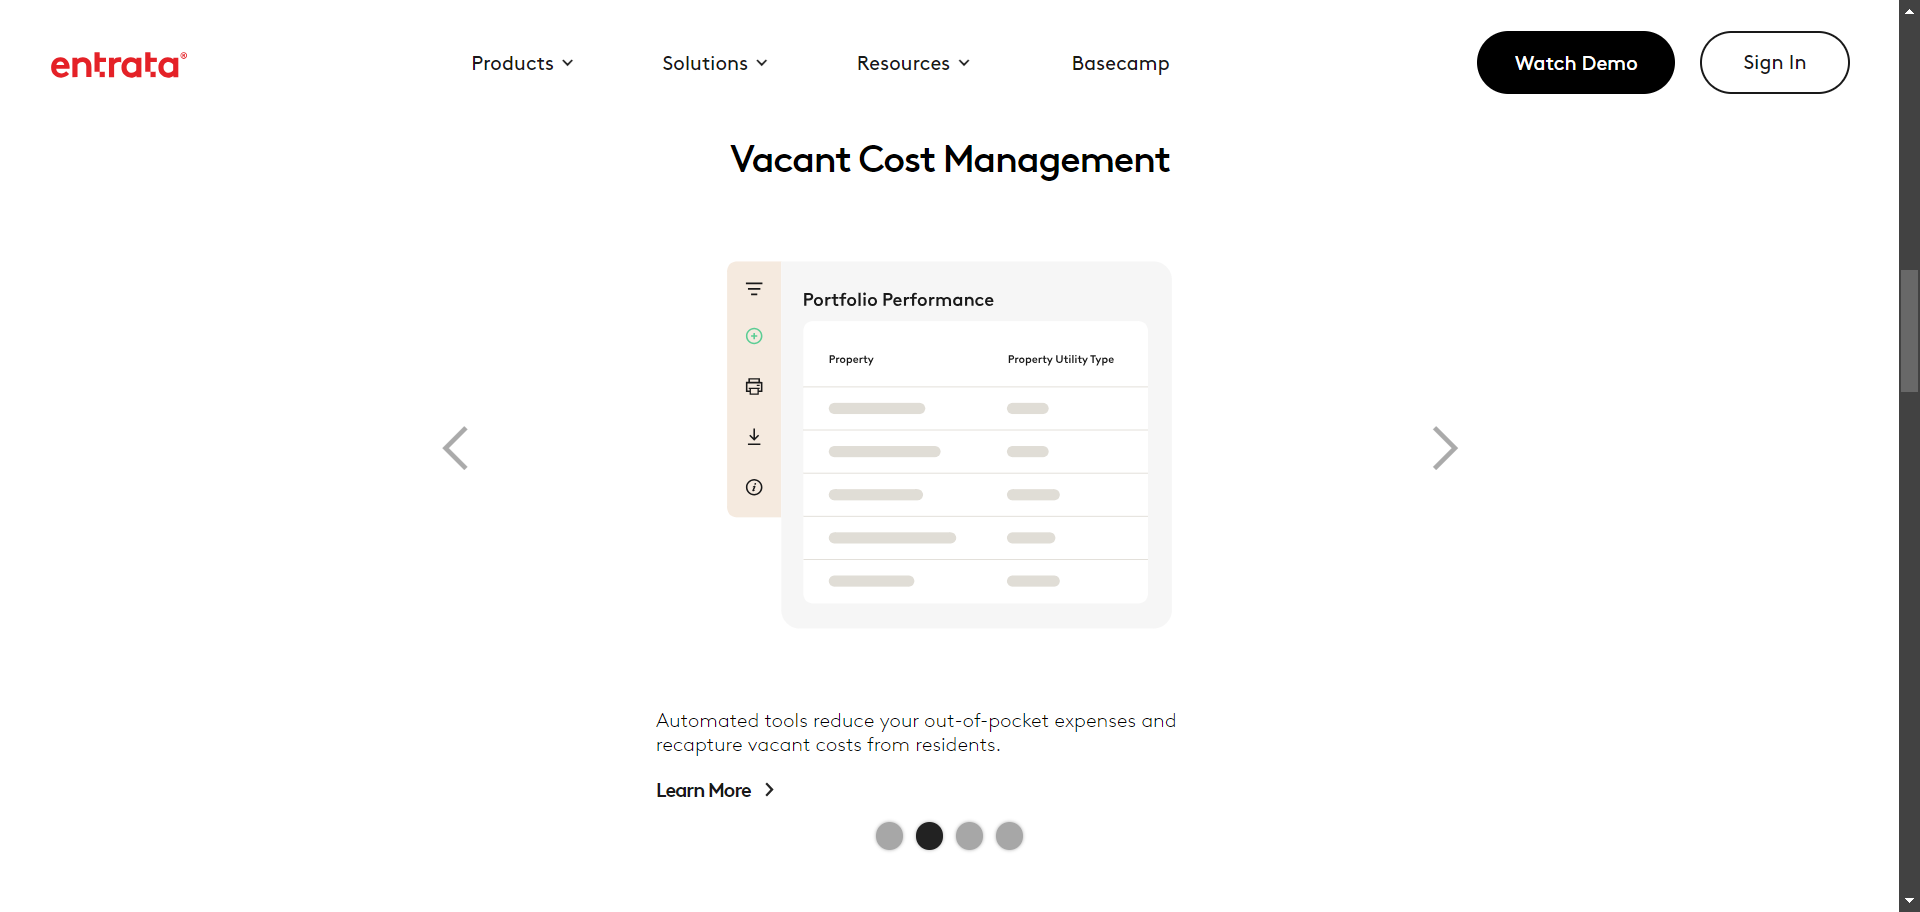 entrata®
Products
Solutions
Resources
Basecamp
Watch Demo
Sign In
Vacant Cost Management
Portfolio Performance
Property Property Utility Type
Automated tools reduce your out-of-pocket expenses and
recapture vacant costs from residents.
Learn More